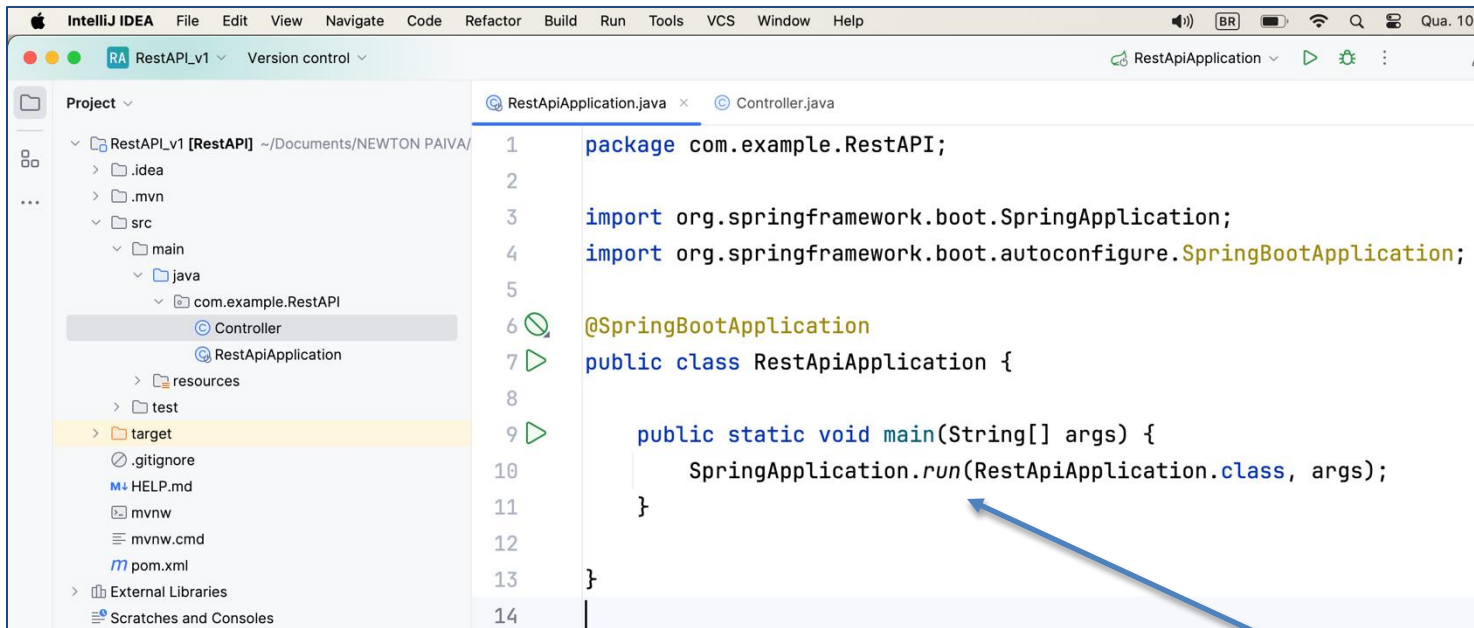 IntelliJ IDEA File Edit View Navigate Code Refactor Build Run Tools VCS Window Help BR Qua. 10
RA RestAPI_v1 Version control RestApiApplication
Project
RestAPI_v1 [RestAPI] ~/Documents/NEWTON PAIVA/
.idea
.mvn
src
main
java
com.example.RestAPI
Controller
RestApiApplication
resources
test
target
.gitignore
M↓ HELP.md
mvnw
mvnw.cmd
m pom.xml
External Libraries
Scratches and Consoles
RestApiApplication.java × Controller.java
1 package com.example.RestAPI;
2
3 import org.springframework.boot.SpringApplication;
4 import org.springframework.boot.autoconfigure.SpringBootApplication;
5
6 @SpringBootApplication
7 public class RestApiApplication {
8
9 public static void main(String[] args) {
10 SpringApplication.run(RestApiApplication.class, args);
11 }
12
13 }
14